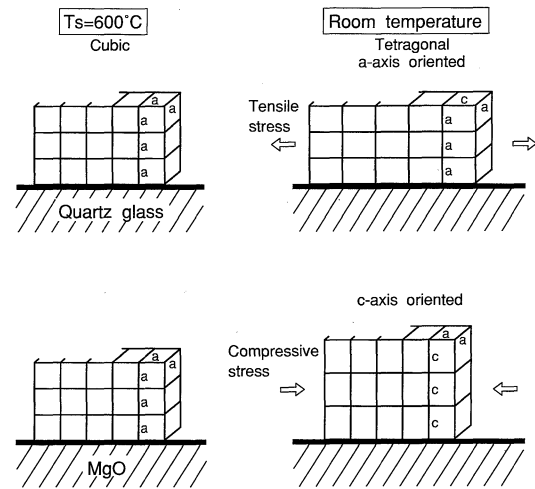 Ts=600°C
Cubic
a
a
a
a
a
Quartz glass
Room temperature
Tetragonal
a-axis oriented
Tensile
stress
c
a
a
a
a
a
a
a
a
a
MgO
c-axis oriented
Compressive
stress
a
a
c
c
c